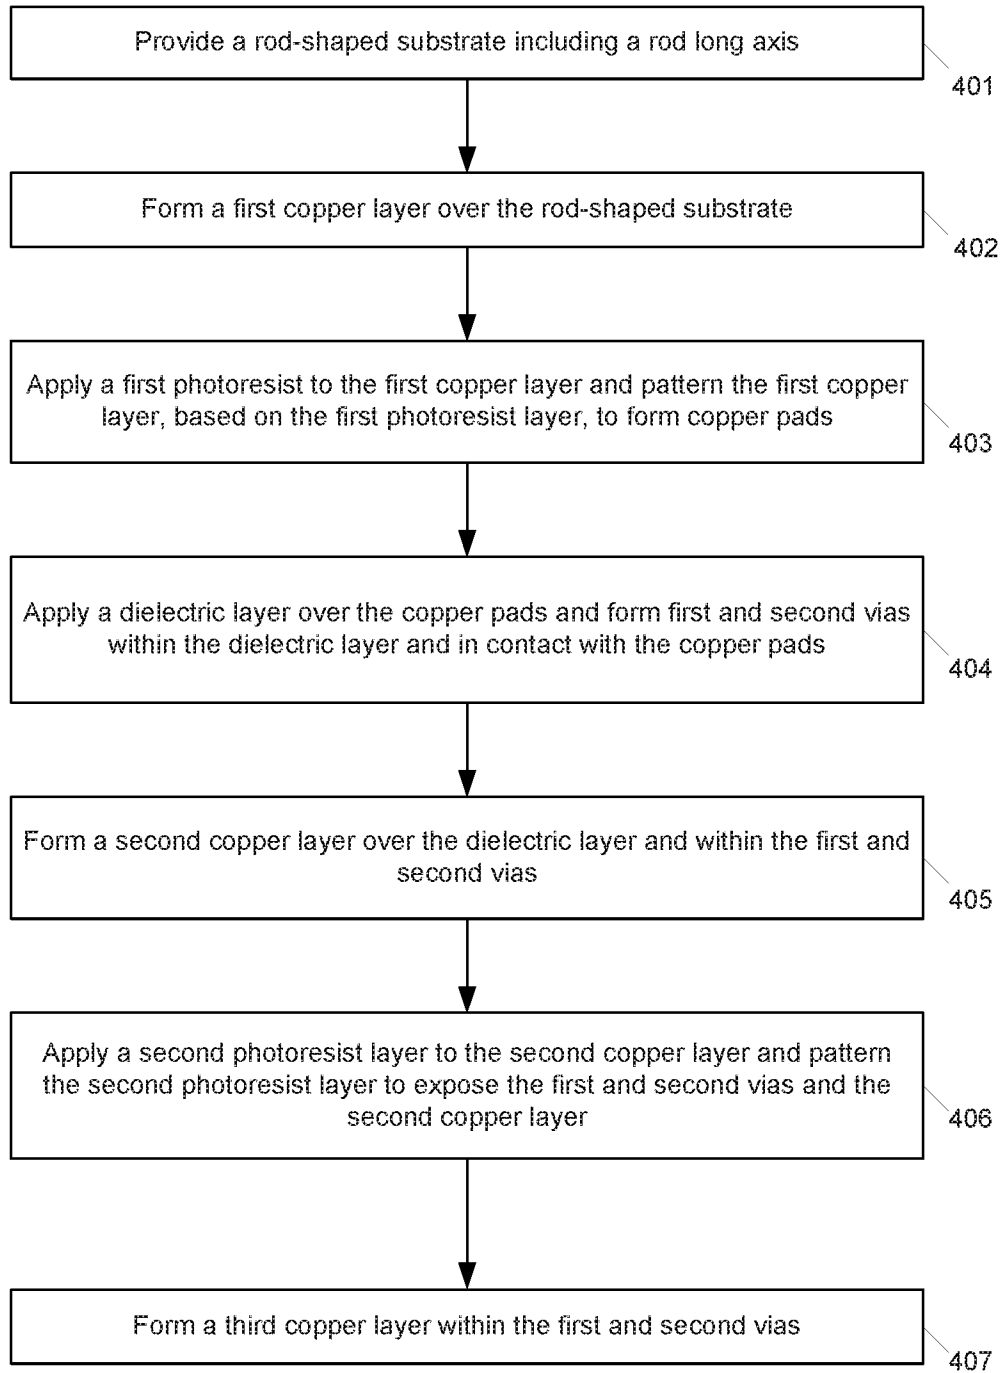 Provide a rod-shaped substrate including a rod long axis
401
Form a first copper layer over the rod-shaped substrate
402
Apply a first photoresist to the first copper layer and pattern the first copper
layer, based on the first photoresist layer, to form copper pads
403
Apply a dielectric layer over the copper pads and form first and second vias
within the dielectric layer and in contact with the copper pads
404
Form a second copper layer over the dielectric layer and within the first and
second vias
405
Apply a second photoresist layer to the second copper layer and pattern
the second photoresist layer to expose the first and second vias and the
second copper layer
406
Form a third copper layer within the first and second vias
407